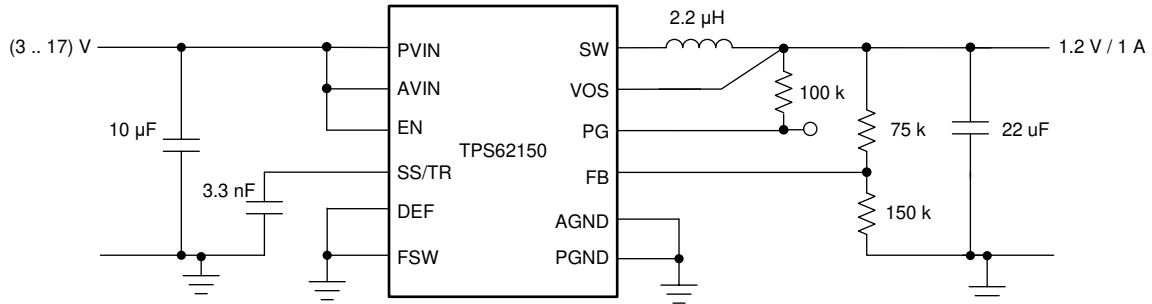 2.2 µH
(3 .. 17) V
PVIN
SW
1.2 V / 1 A
AVIN
VOS
100 k
10 µF
EN
PG
75 k
22 uF
TPS62150
SS/TR
FB
3.3 nF
DEF
AGND
150 k
FSW
PGND